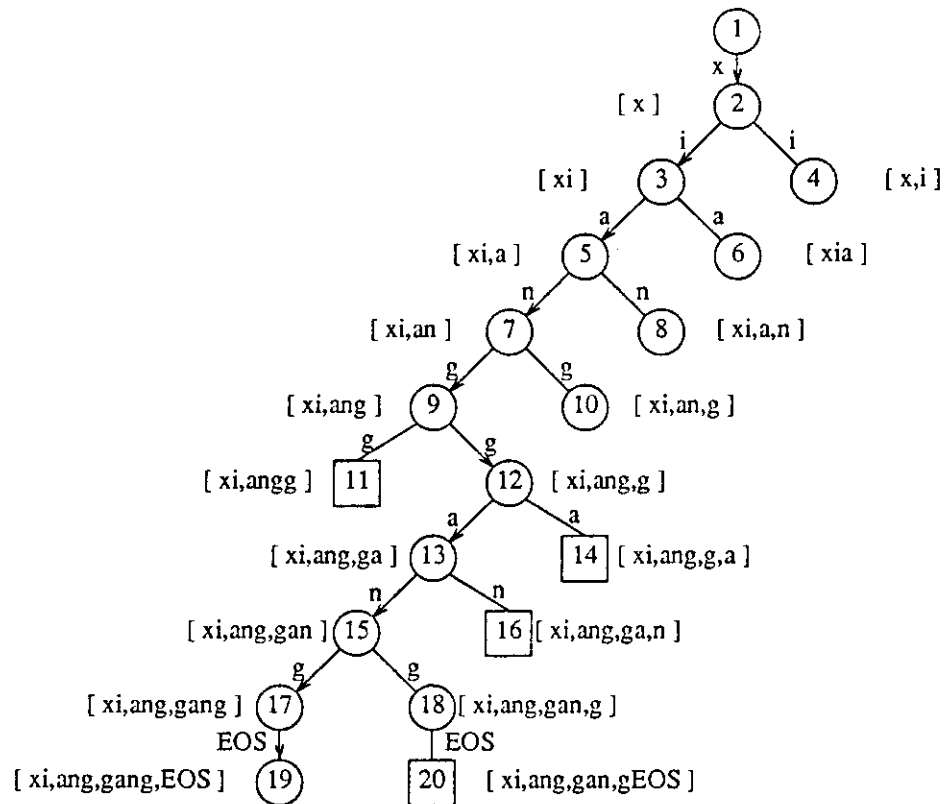 1
x
[ x ] 2
i i
[ xi ] 3 4 [ x,i ]
a a
[ xi,a ] 5 6 [ xia ]
n n
[ xi,an ] 7 8 [ xi,a,n ]
g g
[ xi,ang ] 9 10 [ xi,an,g ]
g g
[ xi,angg ] 11 12 [ xi,ang,g ]
a a
[ xi,ang,ga ] 13 14 [ xi,ang,g,a ]
n n
[ xi,ang,gan ] 15 16 [ xi,ang,ga,n ]
g g
[ xi,ang,gang ] 17 18 [ xi,ang,gan,g ]
EOS EOS
[ xi,ang,gang,EOS ] 19 20 [ xi,ang,gan,gEOS ]